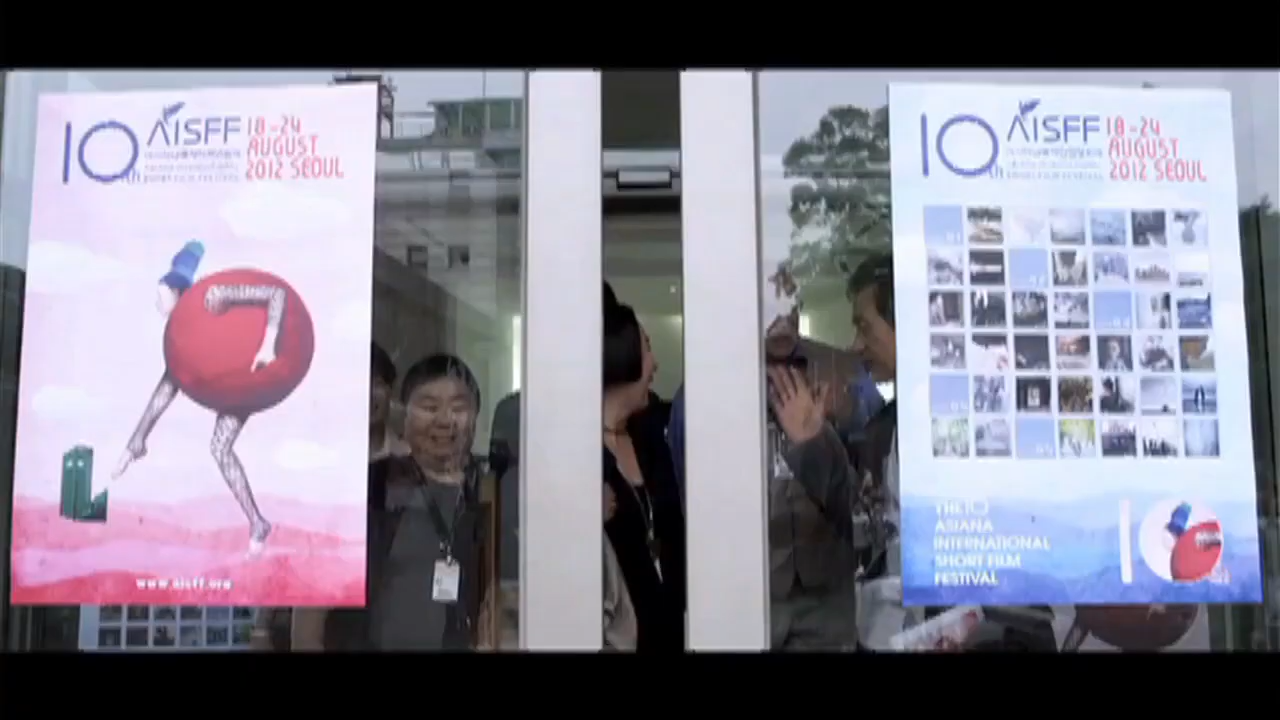 10th
AISFF
18-24
AUGUST
2012 SEOUL
www.aisff.org
10th
AISFF
18-24
AUGUST
2012 SEOUL
THE 10
ASIANA
INTERNATIONAL
SHORT FILM
FESTIVAL